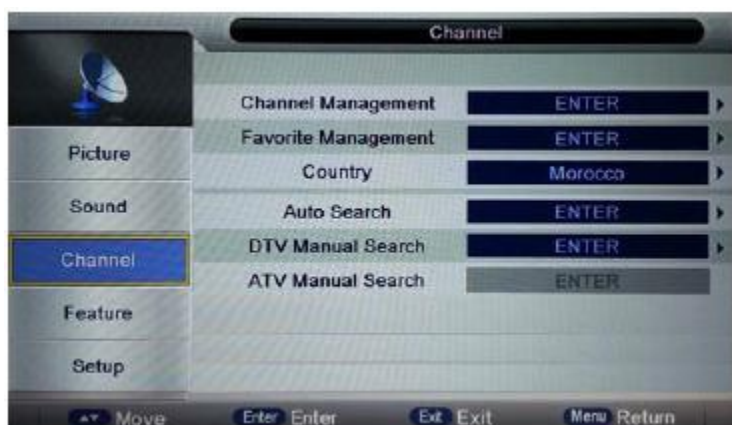 Channel
Channel Management ENTER
Favorite Management ENTER
Country Morocco
Auto Search ENTER
DTV Manual Search ENTER
ATV Manual Search ENTER
Picture
Sound
Channel
Feature
Setup
Move Enter Enter Exit Exit Menu Return